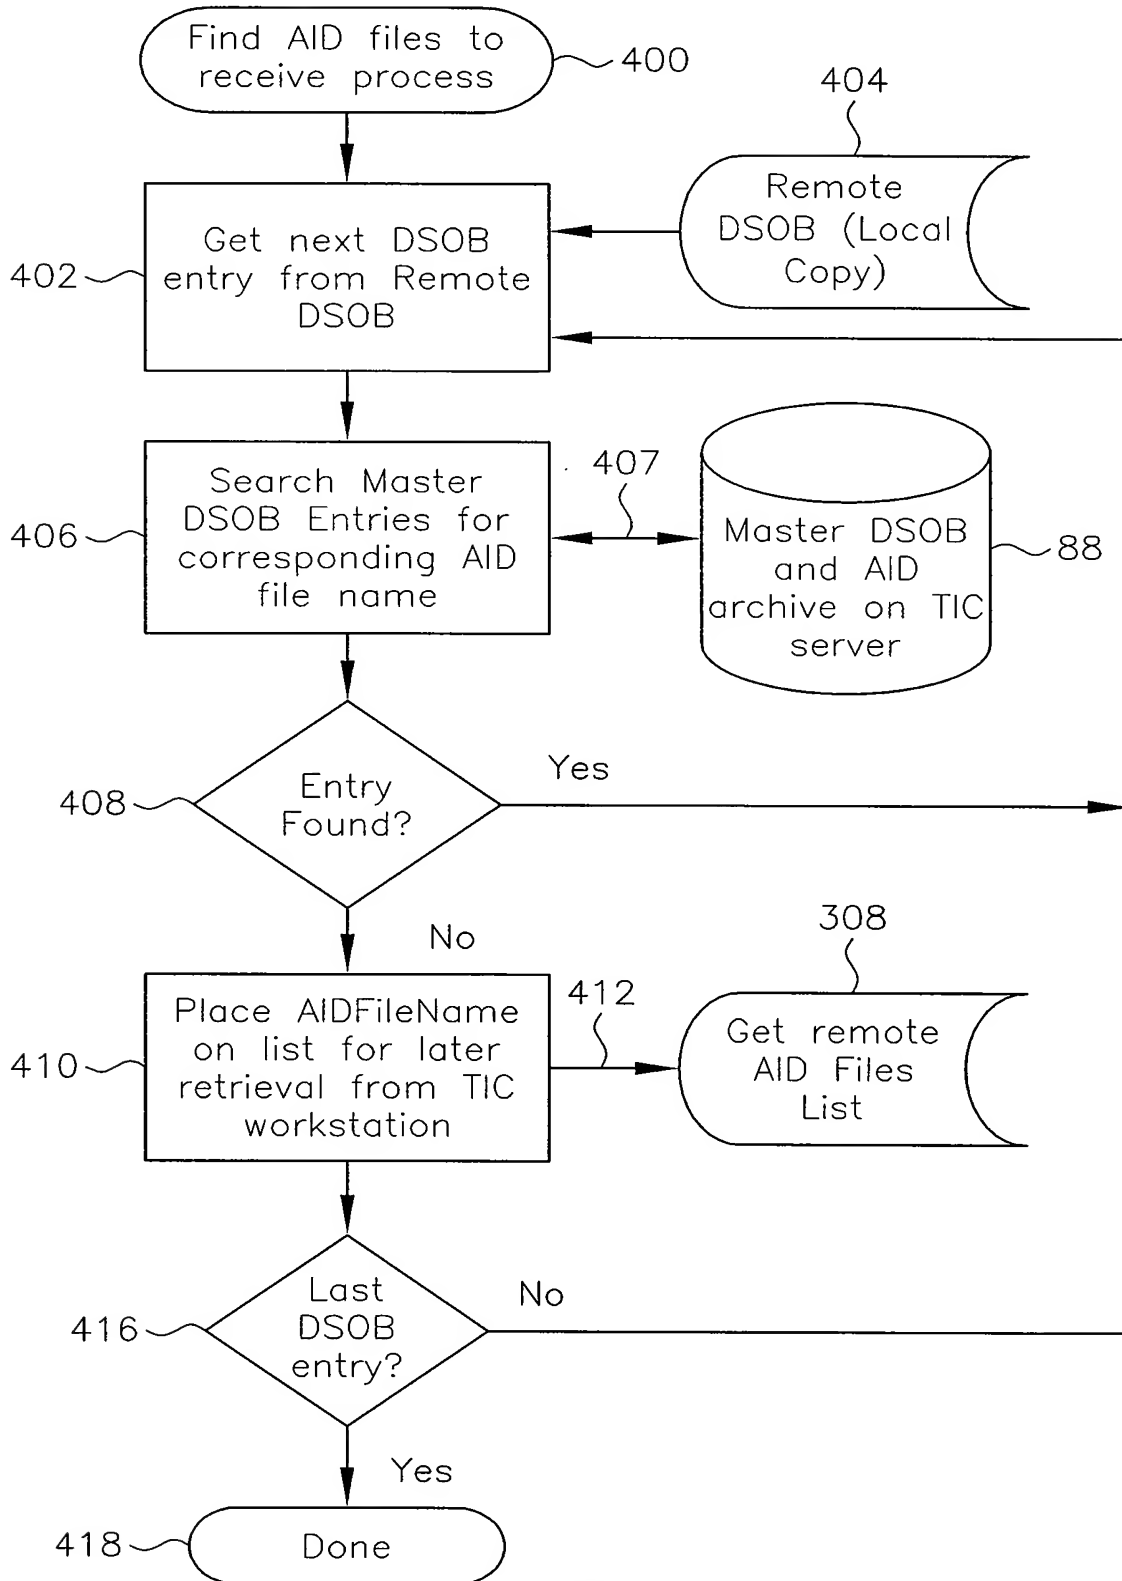 Find AID files to
receive process
400
404
Remote
DSOB (Local
Copy)
Get next DSOB
entry from Remote
DSOB
402
Search Master
DSOB Entries for
corresponding AID
file name
406
407
Master DSOB
and AID
archive on TIC
server
88
Entry
Found?
408
Yes
No
308
Place AIDFileName
on list for later
retrieval from TIC
workstation
410
412
Get remote
AID Files
List
Last
DSOB
entry?
416
No
Yes
Done
418